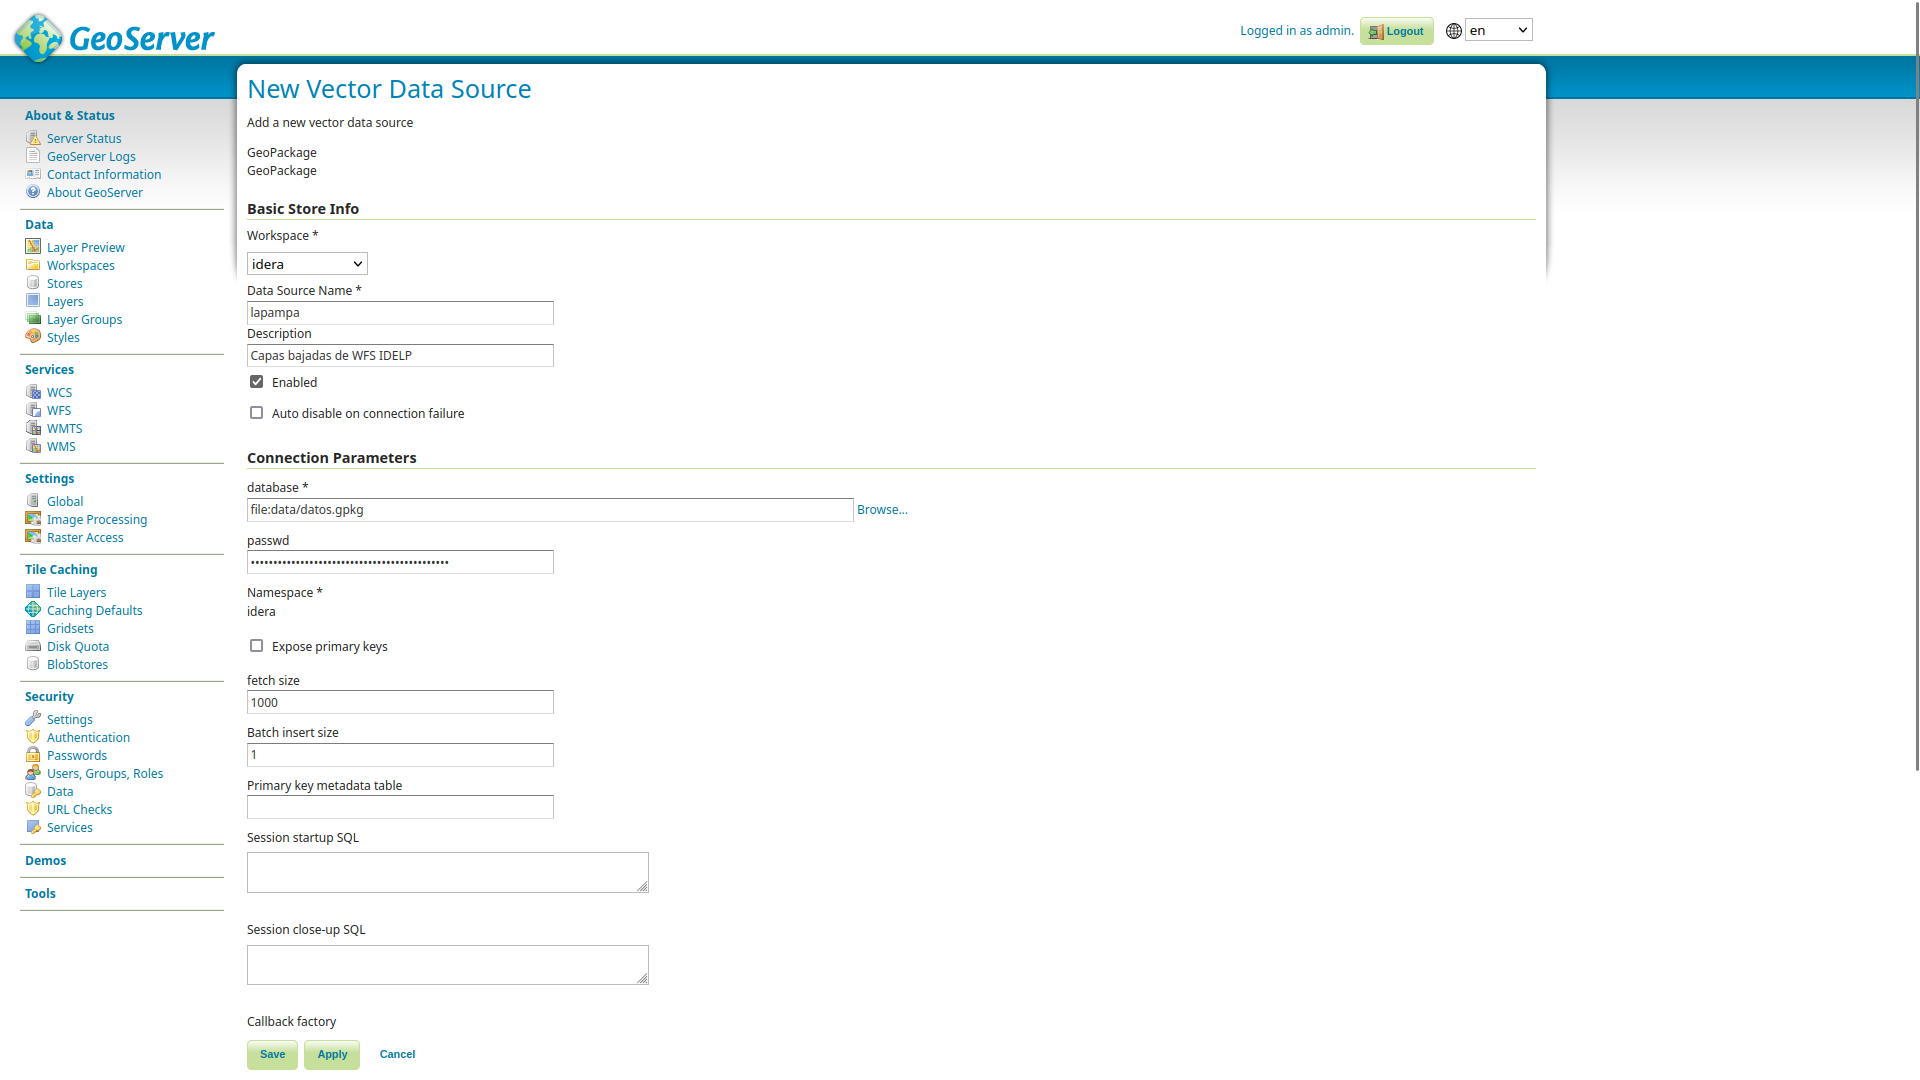 GeoServer
Logged in as admin.
Logout
en
New Vector Data Source
Add a new vector data source
GeoPackage
GeoPackage
About & Status
Server Status
GeoServer Logs
Contact Information
About GeoServer
Data
Layer Preview
Workspaces
Stores
Layers
Layer Groups
Styles
Services
WCS
WFS
WMTS
WMS
Settings
Global
Image Processing
Raster Access
Tile Caching
Tile Layers
Caching Defaults
Gridsets
Disk Quota
BlobStores
Security
Settings
Authentication
Passwords
Users, Groups, Roles
Data
URL Checks
Services
Demos
Tools
Basic Store Info
Workspace *
idera
Data Source Name *
lapampa
Description
Capas bajadas de WFS IDELP
Enabled
Auto disable on connection failure
Connection Parameters
database *
file:data/datos.gpkg
Browse...
passwd
Namespace *
idera
Expose primary keys
fetch size
1000
Batch insert size
1
Primary key metadata table
Session startup SQL
Session close-up SQL
Callback factory
Save
Apply
Cancel